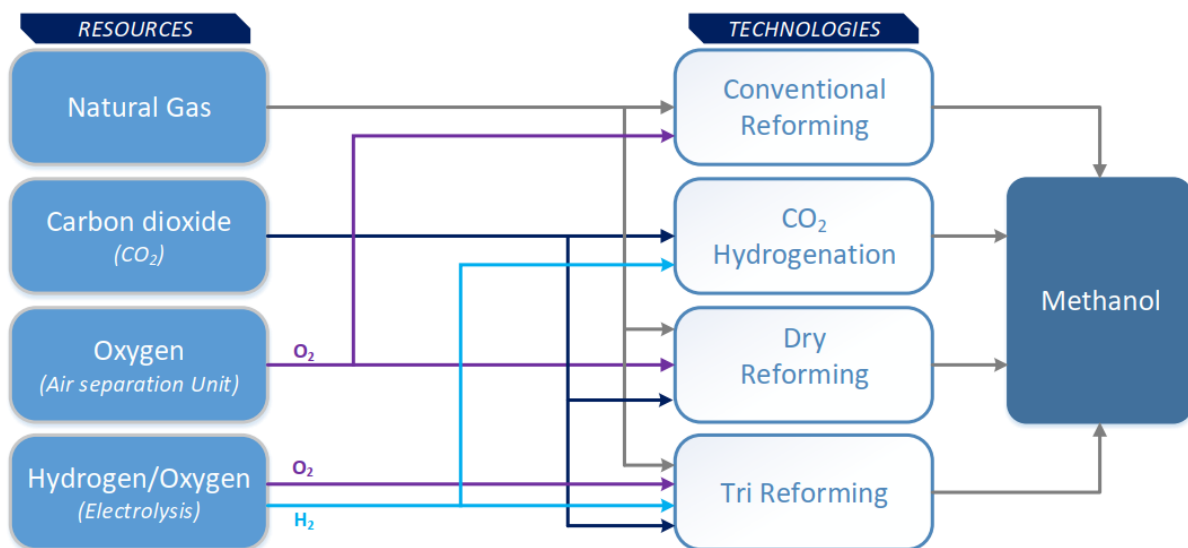 RESOURCES
TECHNOLOGIES
Natural Gas
Conventional
Reforming
Carbon dioxide
(CO₂)
CO₂
Hydrogenation
Methanol
Oxygen
(Air separation Unit)
O₂
Dry
Reforming
Hydrogen/Oxygen
(Electrolysis)
O₂
H₂
Tri Reforming